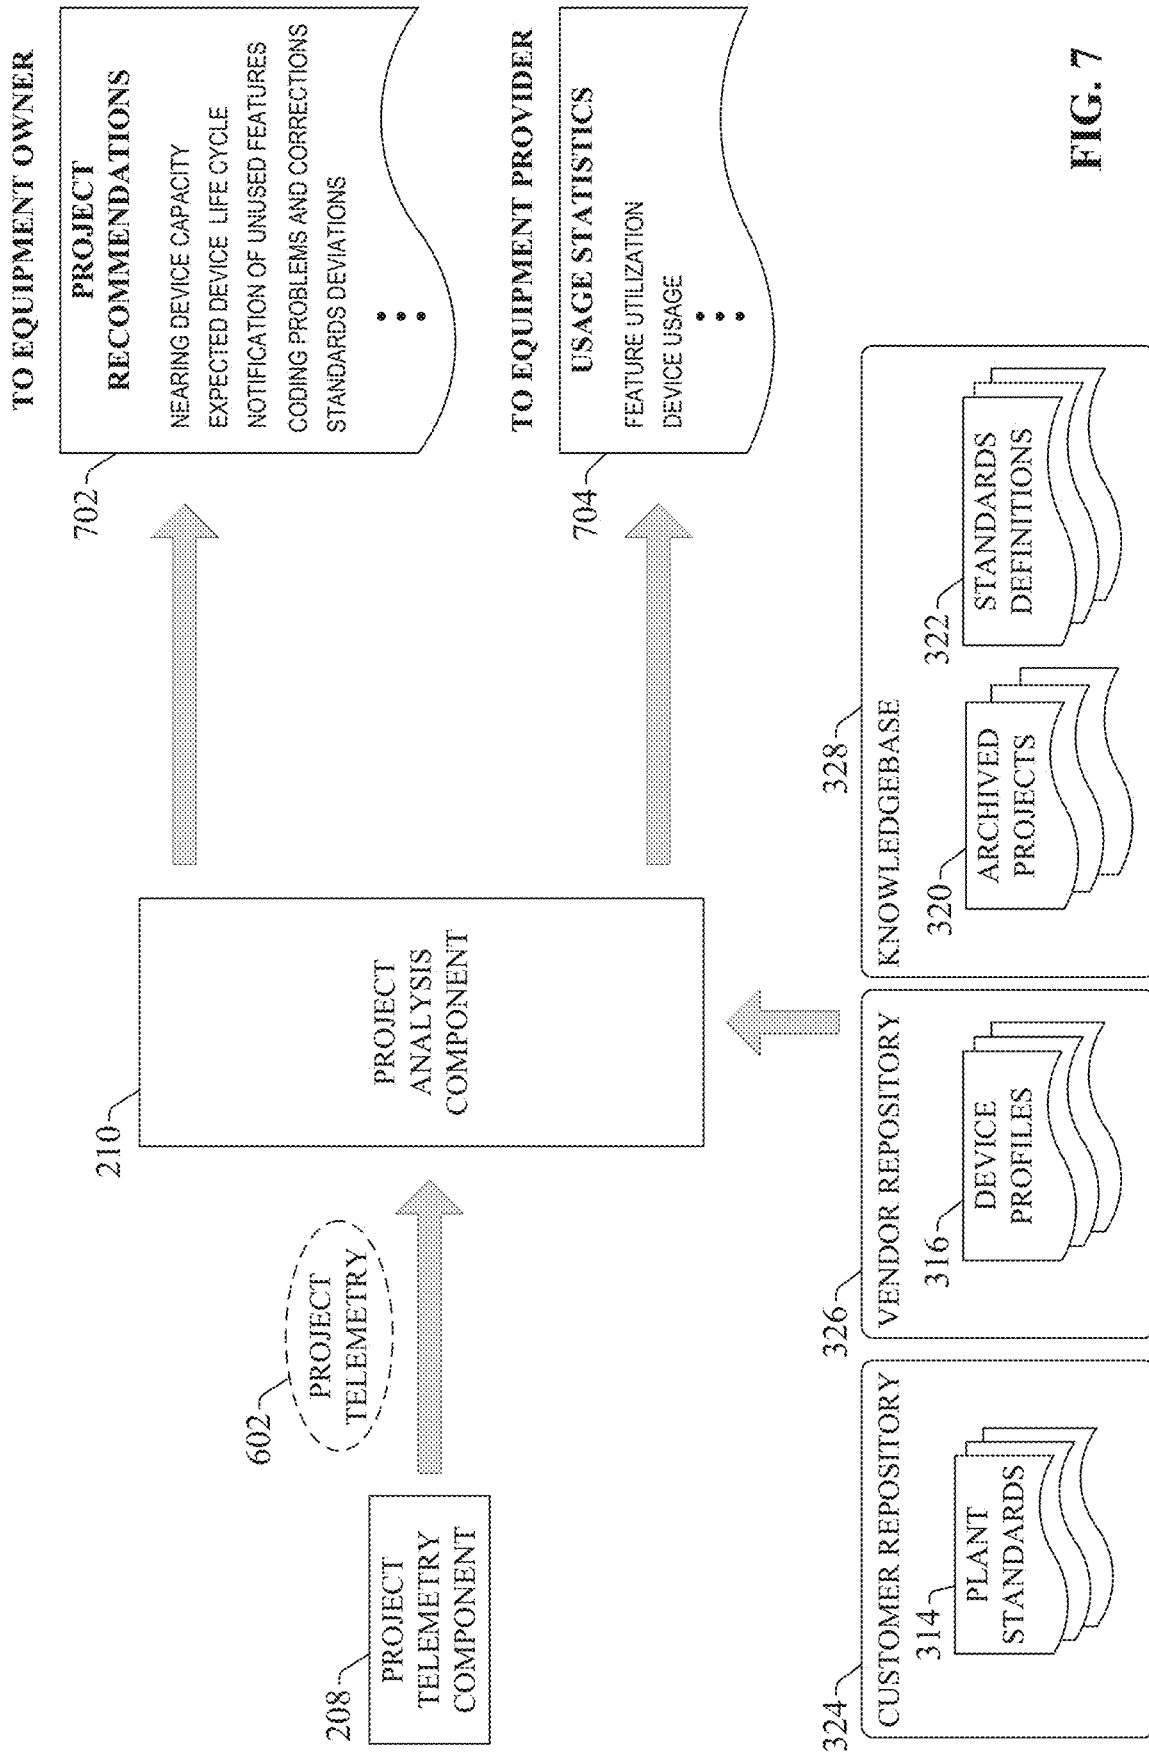 TO EQUIPMENT OWNER
PROJECT
RECOMMENDATIONS
NEARING DEVICE CAPACITY
EXPECTED DEVICE LIFE CYCLE
NOTIFICATION OF UNUSED FEATURES
CODING PROBLEMS AND CORRECTIONS
STANDARDS DEVIATIONS
702
TO EQUIPMENT PROVIDER
USAGE STATISTICS
FEATURE UTILIZATION
DEVICE USAGE
704
210
PROJECT
ANALYSIS
COMPONENT
602
PROJECT
TELEMETRY
208
PROJECT
TELEMETRY
COMPONENT
324
CUSTOMER REPOSITORY
314
PLANT
STANDARDS
326
VENDOR REPOSITORY
316
DEVICE
PROFILES
328
KNOWLEDGEBASE
320
ARCHIVED
PROJECTS
322
STANDARDS
DEFINITIONS
FIG. 7